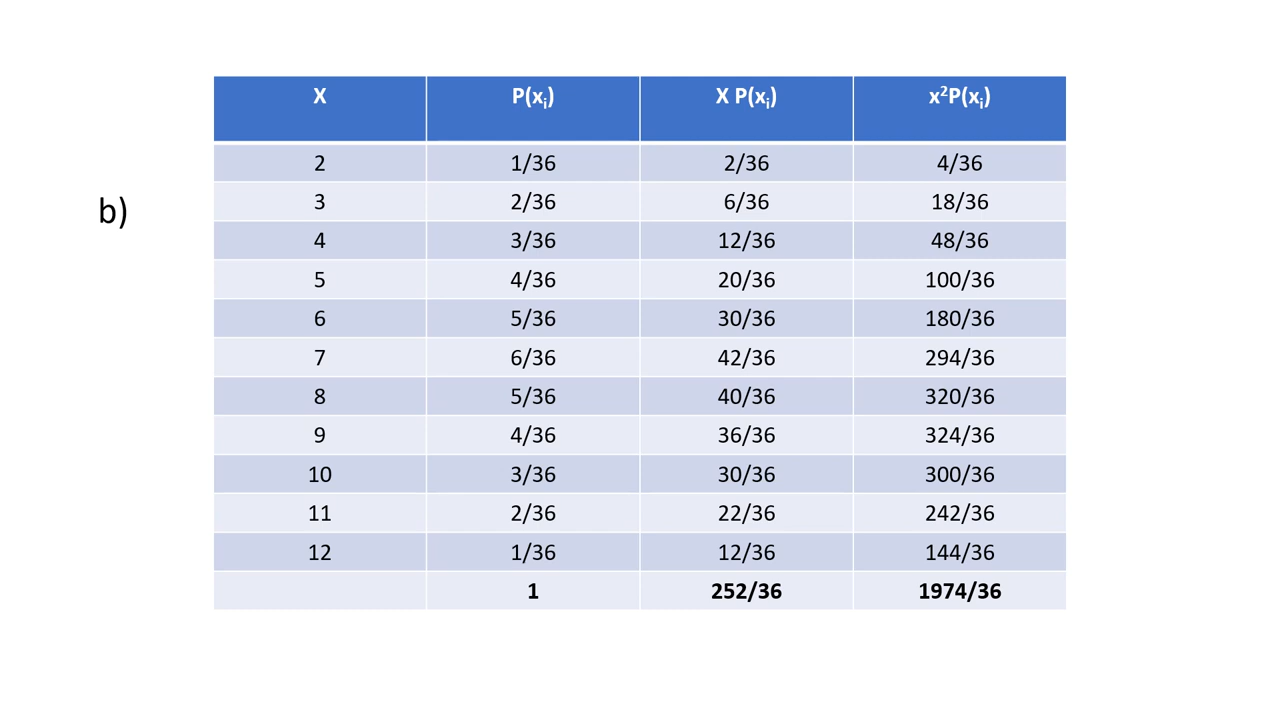 X P(xᵢ) X P(xᵢ) x²P(xᵢ)
2 1/36 2/36 4/36
b)
3 2/36 6/36 18/36
4 3/36 12/36 48/36
5 4/36 20/36 100/36
6 5/36 30/36 180/36
7 6/36 42/36 294/36
8 5/36 40/36 320/36
9 4/36 36/36 324/36
10 3/36 30/36 300/36
11 2/36 22/36 242/36
12 1/36 12/36 144/36
1 252/36 1974/36